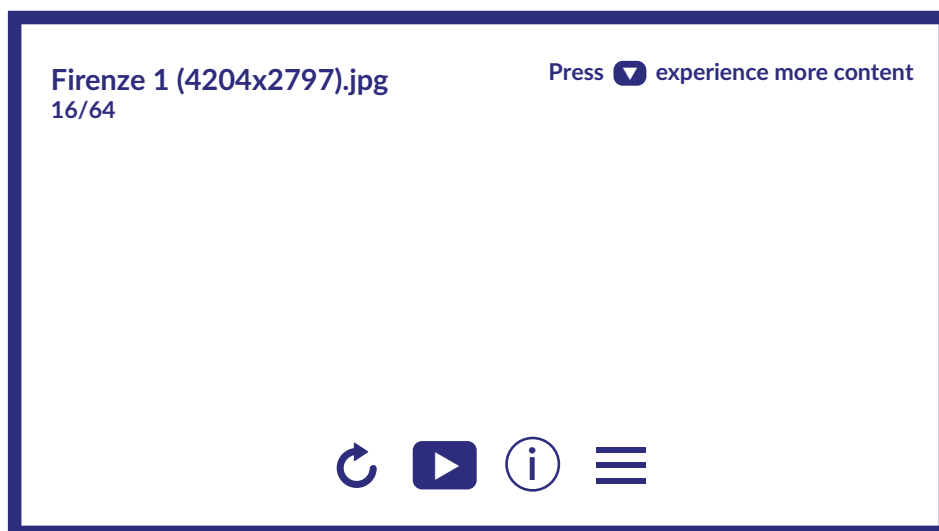 Firenze 1 (4204x2797).jpg
16/64
Press ▼ experience more content